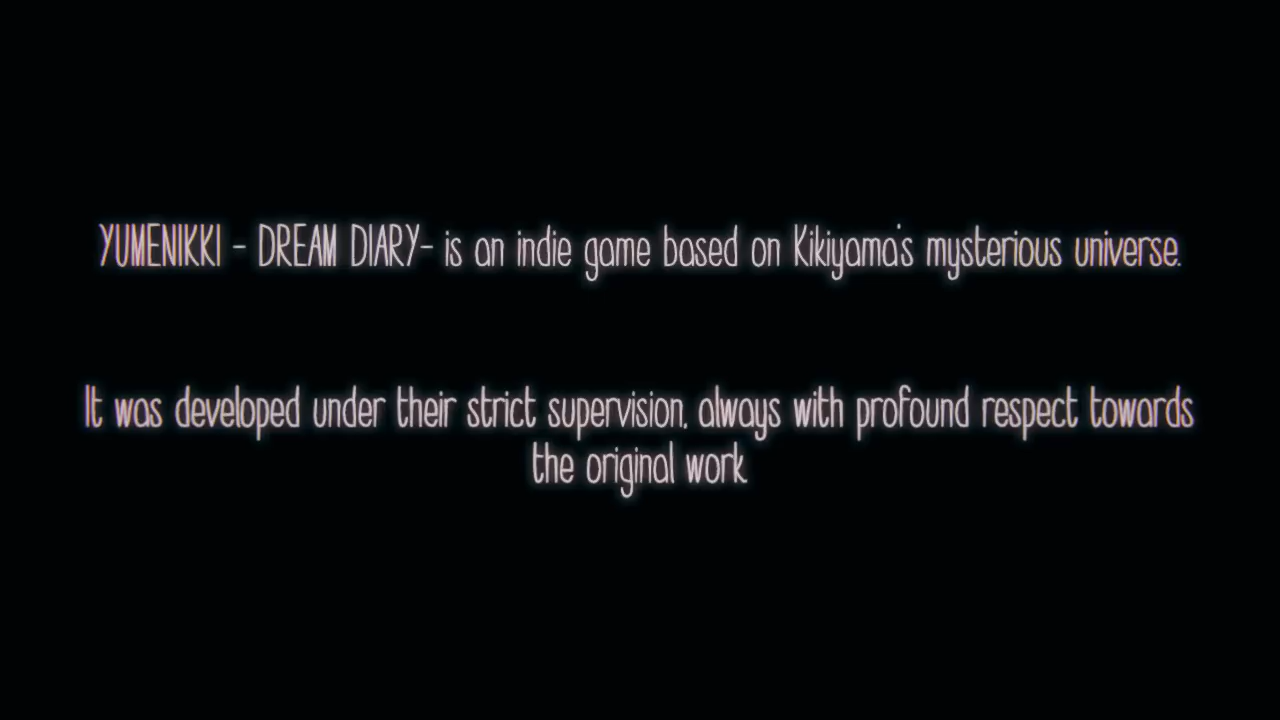 YUMENIKKI - DREAM DIARY- is an indie game based on Kikiyama's mysterious universe.
It was developed under their strict supervision, always with profound respect towards
the original work.